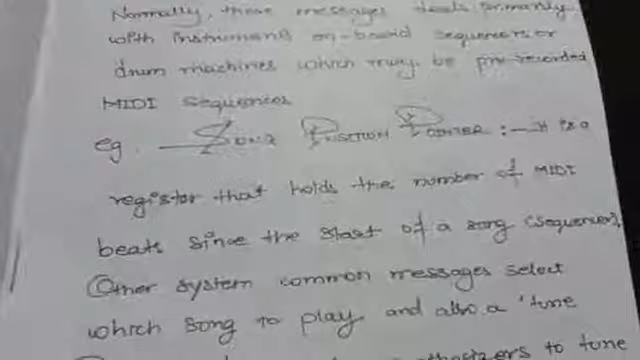 Normally, these messages deals primarily
with instruments on-board sequencers or
drum machines which may be pre-recorded
MIDI sequences
eg. SONG POSITION POINTER :- It is a
register that holds the number of MIDI
beats since the start of a song (sequence).
Other system common messages select
which song to play and also a 'tune
to tune